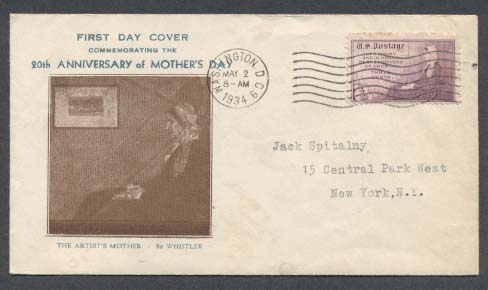 FIRST DAY COVER
COMMEMORATING THE
20th ANNIVERSARY of MOTHER'S DAY
WASHINGTON D C
MAY 2
8-AM
1934
U.S. Postage
Jack Spitalny
15 Central Park West
New York, N.Y.
THE ARTIST'S MOTHER - By WHISTLER